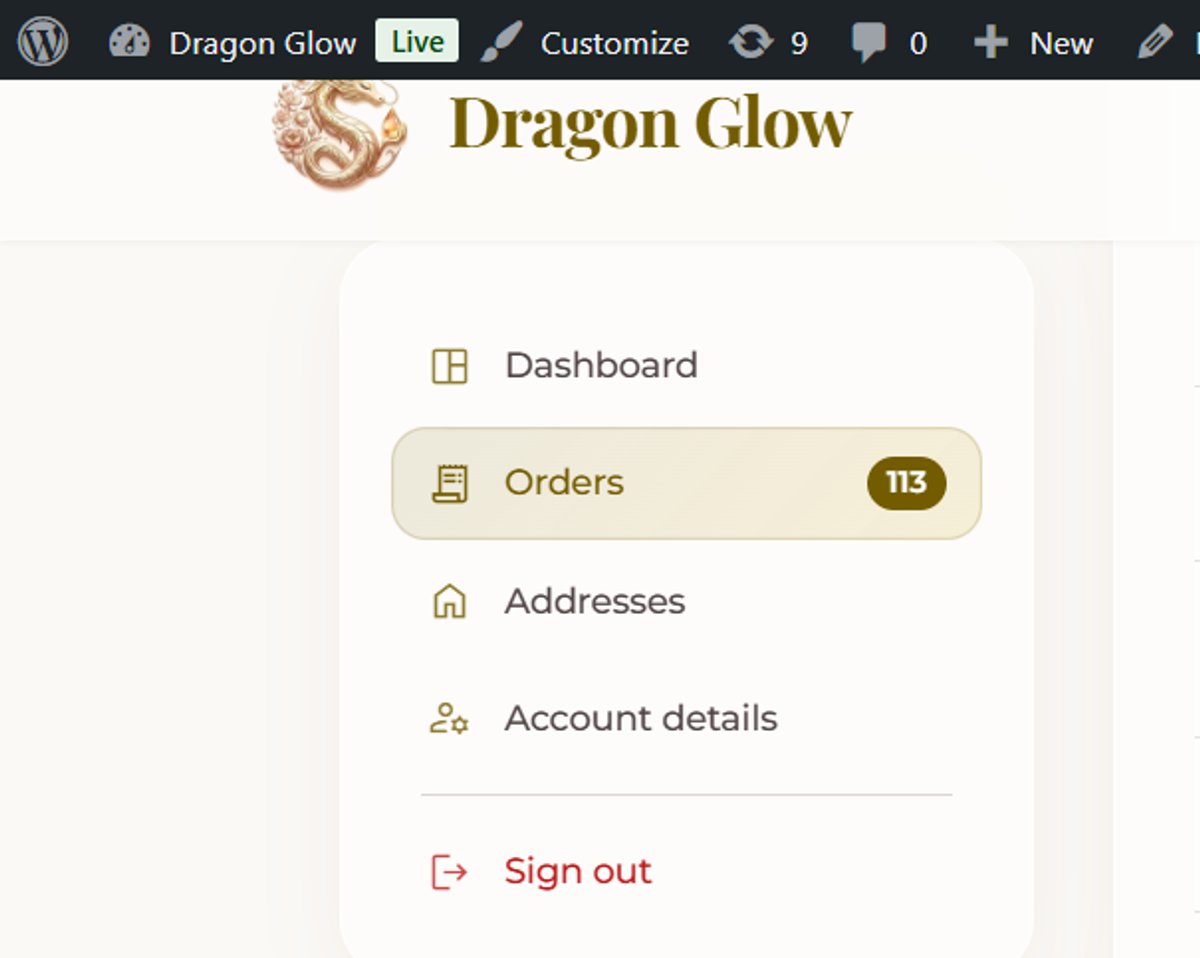 Dragon Glow Live Customize 9 0 New
Dragon Glow
Dashboard
Orders 113
Addresses
Account details
Sign out